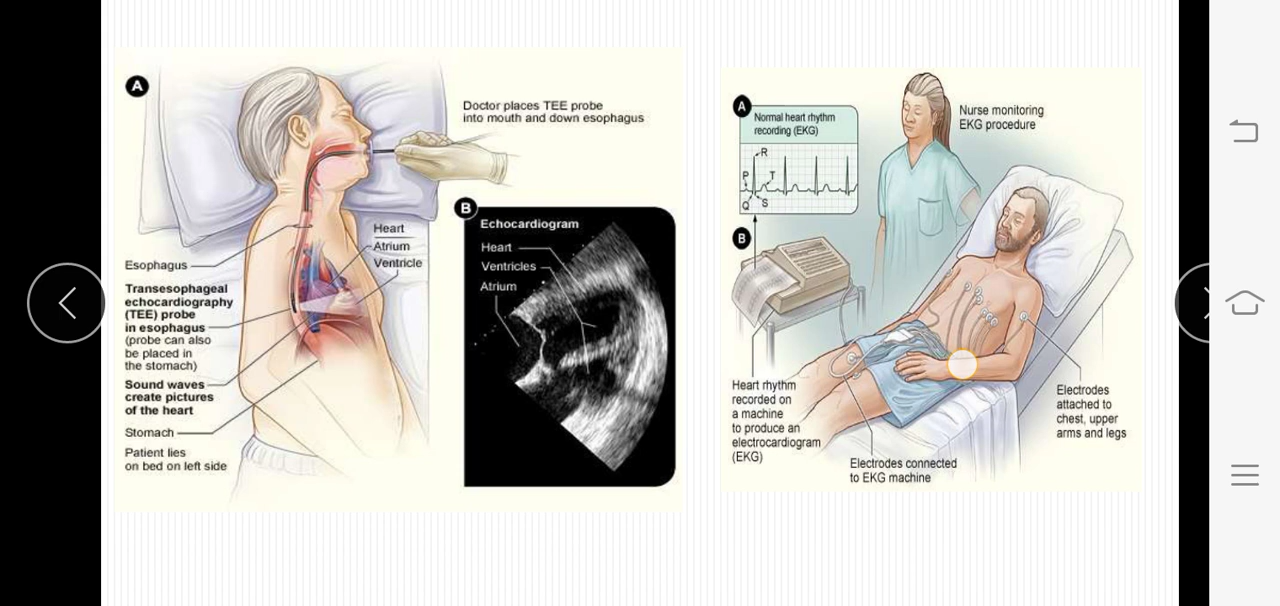 A
Doctor places TEE probe
into mouth and down esophagus
Heart
Atrium
Ventricle
Esophagus
Transesophageal
echocardiography
(TEE) probe
in esophagus
(probe can also
be placed in
the stomach)
Sound waves
create pictures
of the heart
Stomach
Patient lies
on bed on left side
B
Echocardiogram
Heart
Ventricles
Atrium
A
Normal heart rhythm
recording (EKG)
R
P
T
Q
S
Nurse monitoring
EKG procedure
B
Heart rhythm
recorded on
a machine
to produce an
electrocardiogram
(EKG)
Electrodes connected
to EKG machine
Electrodes
attached to
chest, upper
arms and legs